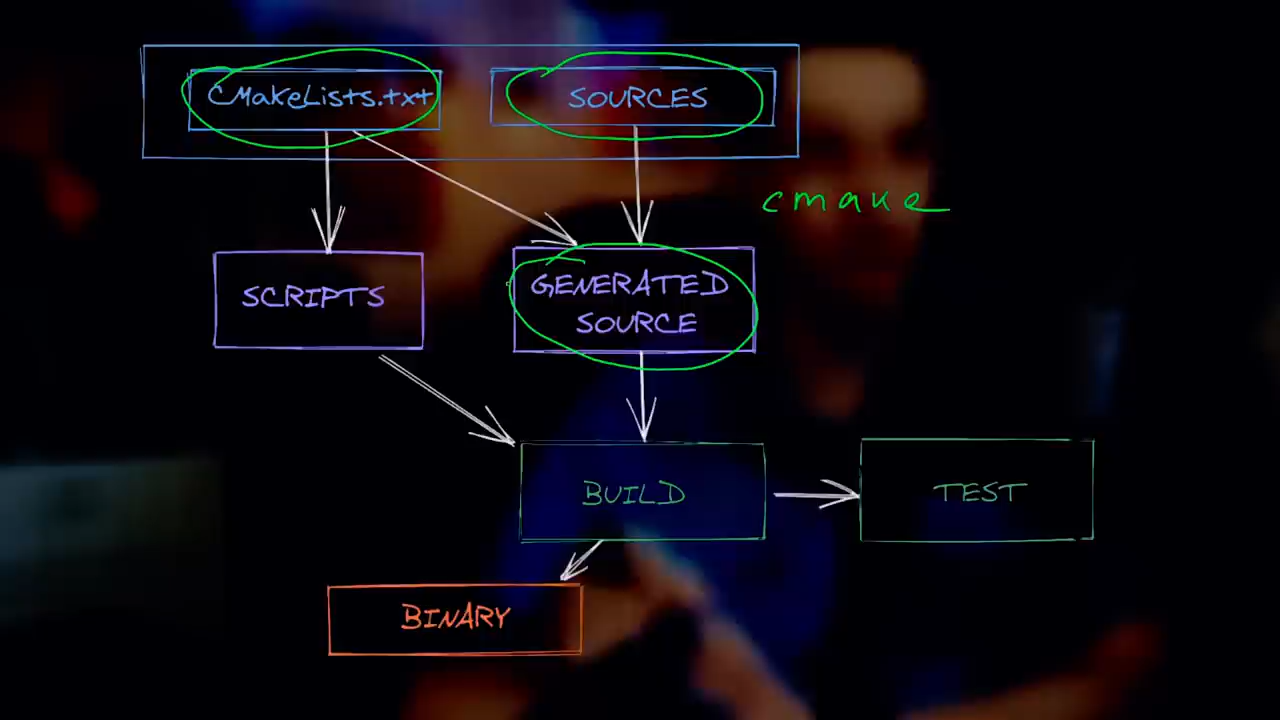 CMakeLists.txt
SOURCES
cmake
SCRIPTS
GENERATED
SOURCE
BUILD
TEST
BINARY